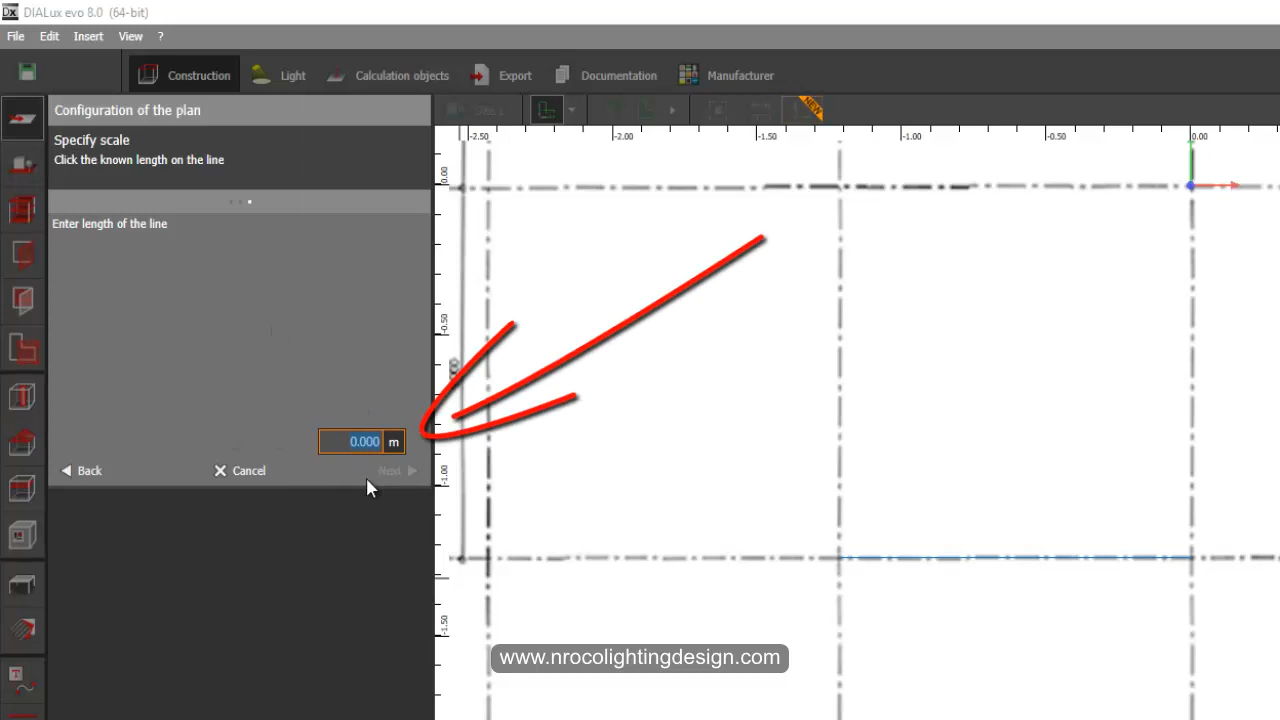 DX DIALux evo 8.0 (64-bit)
File Edit Insert View ?
Construction Light Calculation objects Export Documentation Manufacturer
Configuration of the plan
NEW
Specify scale
Click the known length on the line
-2.50 -2.00 -1.50 -1.00 -0.50 0.00
0.00
Enter length of the line
-0.50
0.000 m
Back Cancel Next
-1.00
-1.50
www.nrocolightingdesign.com
T